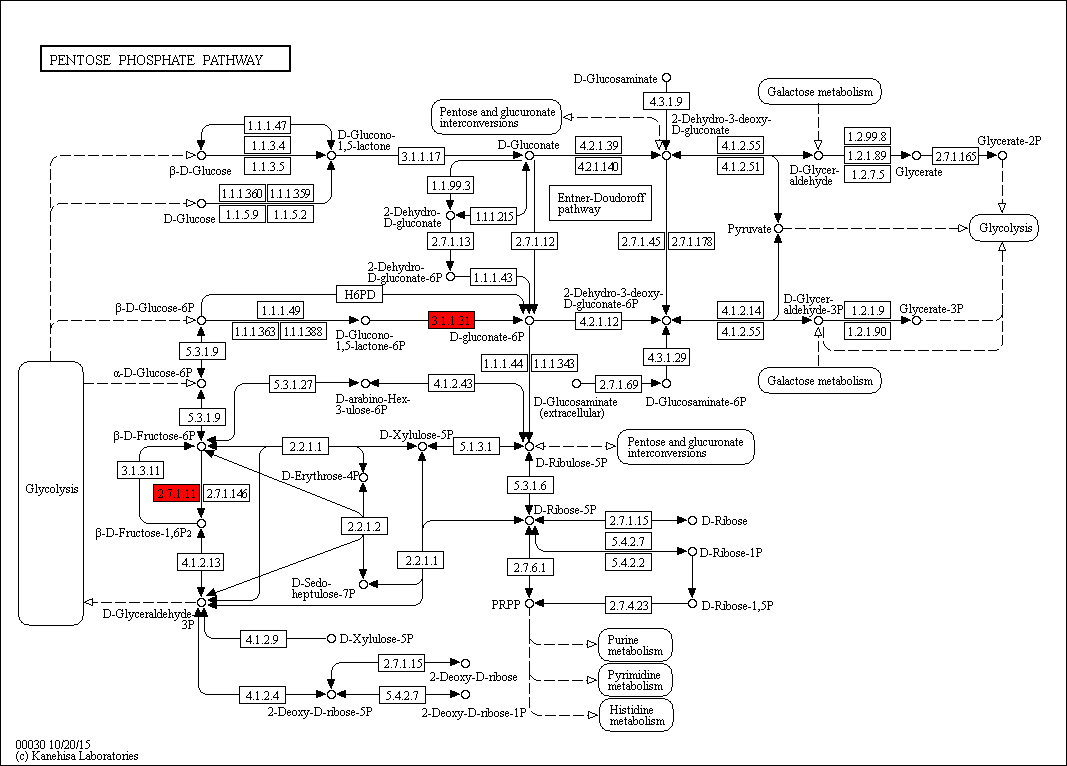 PENTOSE PHOSPHATE PATHWAY
D-Glucosaminate
4.3.1.9
Galactose metabolism
Pentose and glucuronate
interconversions
2-Dehydro-3-deoxy-
D-gluconate
1.1.1.47
D-Glucono-
1,5-lactone
1.1.3.4
1.1.3.5
β-D-Glucose
3.1.1.17
D-Gluconate
4.2.1.39
4.2.1.140
4.1.2.55
4.1.2.51
D-Glycer-
aldehyde
1.2.99.8
1.2.1.89
1.2.7.5
Glycerate
2.7.1.165
Glycerate-2P
1.1.1.360
1.1.1.359
1.1.5.9
1.1.5.2
D-Glucose
1.1.99.3
2-Dehydro-
D-gluconate
1.1.1.215
Entner-Doudoroff
pathway
2.7.1.13
2.7.1.12
2.7.1.45
2.7.1.178
Pyruvate
Glycolysis
2-Dehydro-
D-gluconate-6P
1.1.1.43
H6PD
2-Dehydro-3-deoxy-
D-gluconate-6P
β-D-Glucose-6P
1.1.1.49
1.1.1.363
1.1.1.388
D-Glucono-
1,5-lactone-6P
3.1.1.31
D-gluconate-6P
4.2.1.12
4.1.2.14
4.1.2.55
D-Glycer-
aldehyde-3P
1.2.1.9
1.2.1.90
Glycerate-3P
5.3.1.9
1.1.1.44
1.1.1.343
4.3.1.29
α-D-Glucose-6P
5.3.1.27
D-arabino-Hex-
3-ulose-6P
4.1.2.43
2.7.1.69
D-Glucosaminate
(extracellular)
D-Glucosaminate-6P
Galactose metabolism
5.3.1.9
β-D-Fructose-6P
2.2.1.1
D-Xylulose-5P
5.1.3.1
D-Ribulose-5P
Pentose and glucuronate
interconversions
3.1.3.11
D-Erythrose-4P
5.3.1.6
Glycolysis
2.7.1.11
2.7.1.146
D-Ribose-5P
β-D-Fructose-1,6P2
2.2.1.2
2.7.1.15
D-Ribose
5.4.2.7
5.4.2.2
D-Ribose-1P
4.1.2.13
2.2.1.1
2.7.6.1
D-Sedo-
heptulose-7P
D-Glyceraldehyde-
3P
PRPP
2.7.4.23
D-Ribose-1,5P
4.1.2.9
D-Xylulose-5P
Purine
metabolism
2.7.1.15
2-Deoxy-D-ribose
Pyrimidine
metabolism
4.1.2.4
2-Deoxy-D-ribose-5P
5.4.2.7
2-Deoxy-D-ribose-1P
Histidine
metabolism
00030 10/20/15
(c) Kanehisa Laboratories